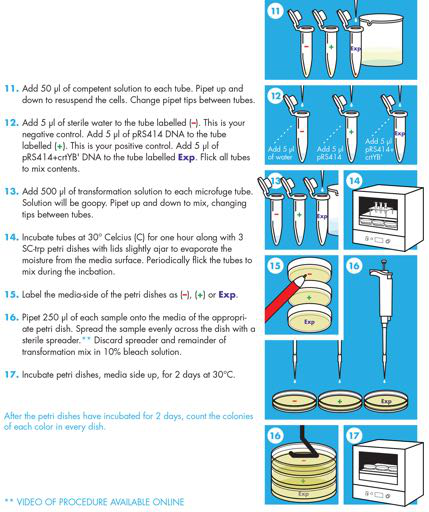 11. Add 50 µl of competent solution to each tube. Pipet up and
down to resuspend the cells. Change pipet tips between tubes.
12. Add 5 µl of sterile water to the tube labelled (–). This is your
negative control. Add 5 µl of pRS414 DNA to the tube
labelled (+). This is your positive control. Add 5 µl of
pRS414+crtYB' DNA to the tube labelled Exp. Flick all tubes
to mix contents.
13. Add 500 µl of transformation solution to each microfuge tube.
Solution will be goopy. Pipet up and down to mix, changing
tips between tubes.
14. Incubate tubes at 30° Celcius (C) for one hour along with 3
SC-trp petri dishes with lids slightly ajar to evaporate the
moisture from the media surface. Periodically flick the tubes to
mix during the incbation.
15. Label the media-side of the petri dishes as (–), (+) or Exp.
16. Pipet 250 µl of each sample onto the media of the appropri-
ate petri dish. Spread the sample evenly across the dish with a
sterile spreader.** Discard spreader and remainder of
transformation mix in 10% bleach solution.
17. Incubate petri dishes, media side up, for 2 days at 30°C.
After the petri dishes have incubated for 2 days, count the colonies
of each color in every dish.
** VIDEO OF PROCEDURE AVAILABLE ONLINE
11
– + Exp
12
– + Exp
Add 5 µl
of water
Add 5 µl
pRS414
Add 5 µl
pRS414+
crtYB'
13
– + Exp
14
15
–
+
Exp
16
– + Exp
16
–
+
Exp
17